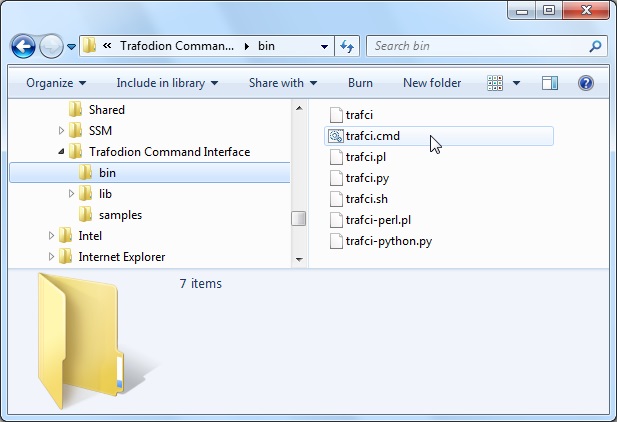 « Trafodion Comman... bin
Search bin
Organize Include in library Share with Burn New folder
Shared
SSM
Trafodion Command Interface
bin
lib
samples
Intel
Internet Explorer
trafci
trafci.cmd
trafci.pl
trafci.py
trafci.sh
trafci-perl.pl
trafci-python.py
7 items